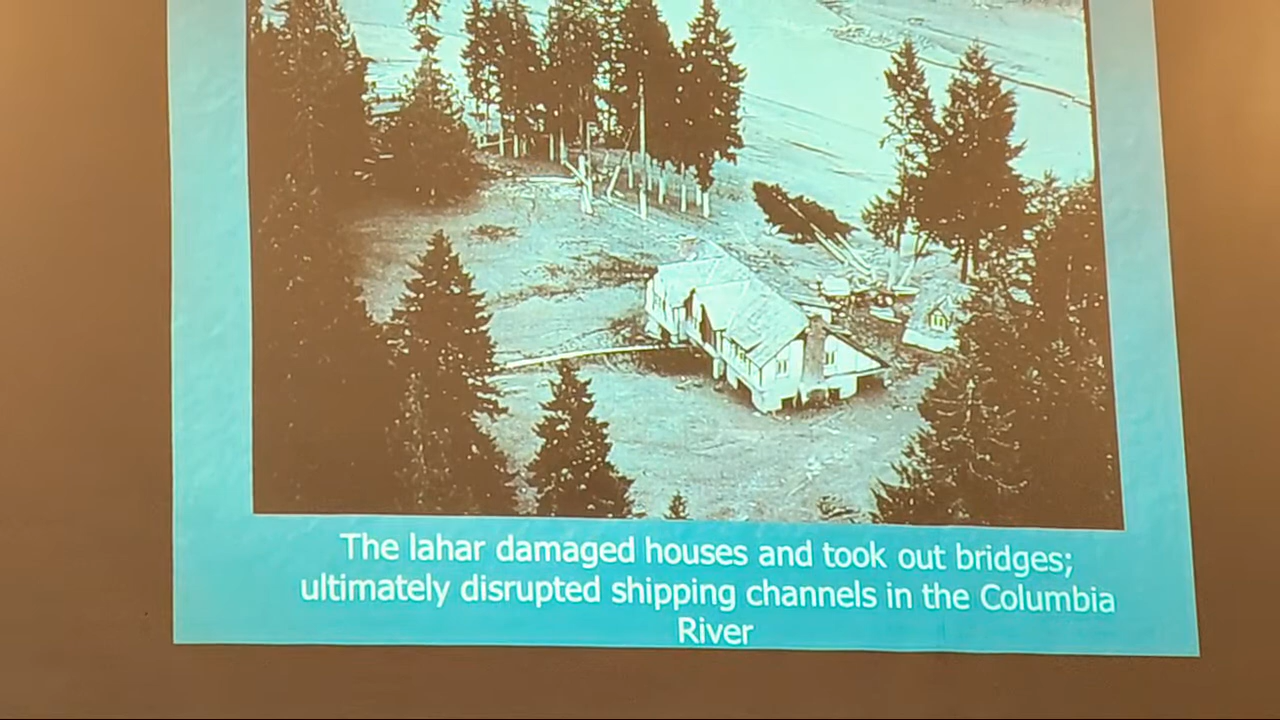 The lahar damaged houses and took out bridges;
ultimately disrupted shipping channels in the Columbia
River